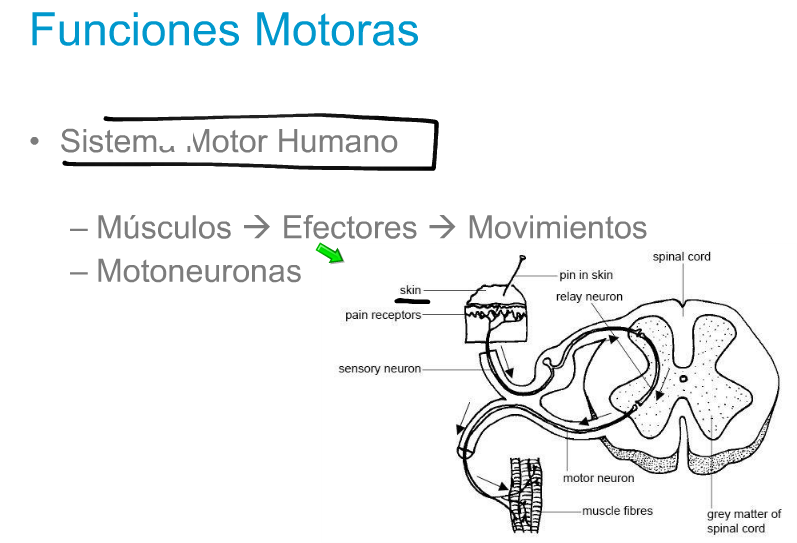 Funciones Motoras
• Sistema Motor Humano
– Músculos → Efectores → Movimientos
– Motoneuronas
spinal cord
pin in skin
skin
relay neuron
pain receptors
sensory neuron
motor neuron
muscle fibres
grey matter of
spinal cord